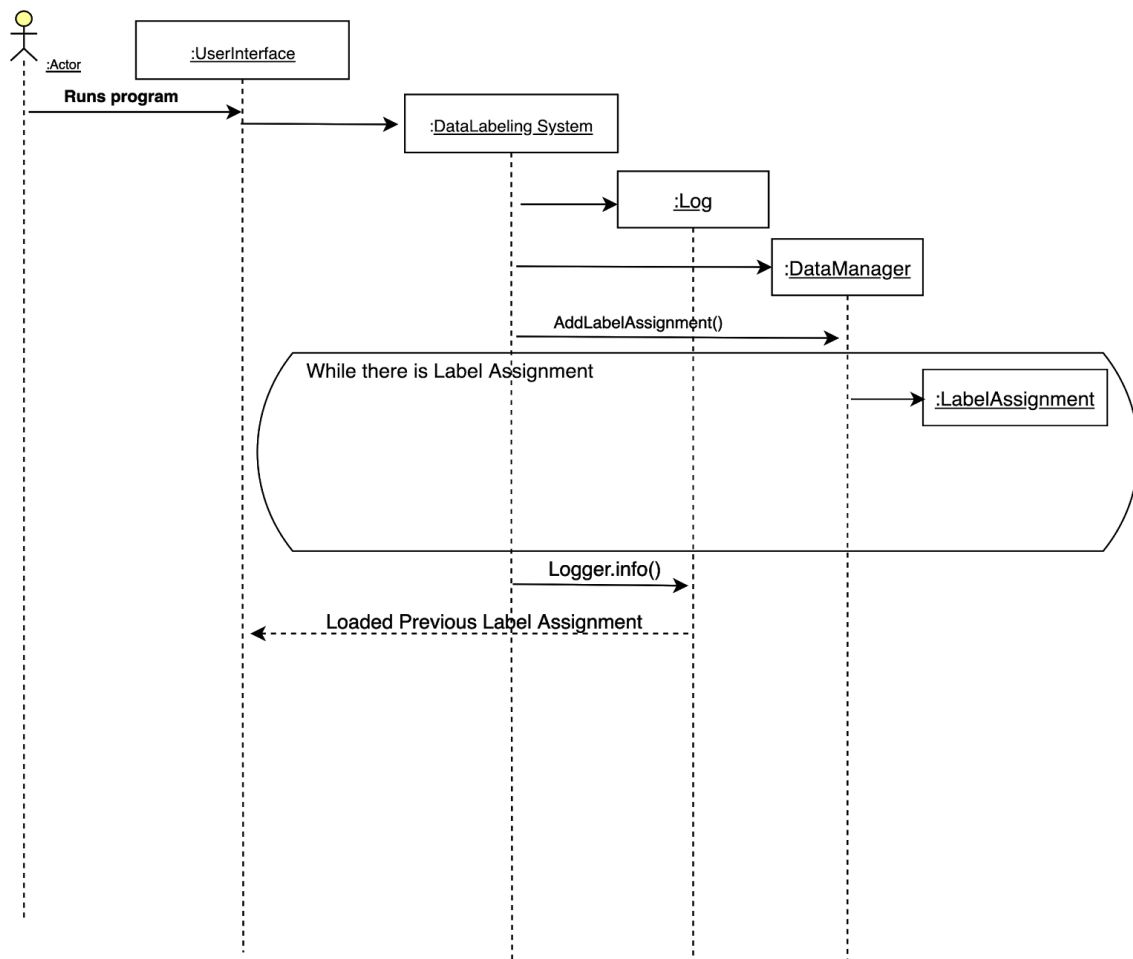 :Actor
:UserInterface
Runs program
:DataLabeling System
:Log
:DataManager
AddLabelAssignment()
While there is Label Assignment
:LabelAssignment
Logger.info()
Loaded Previous Label Assignment